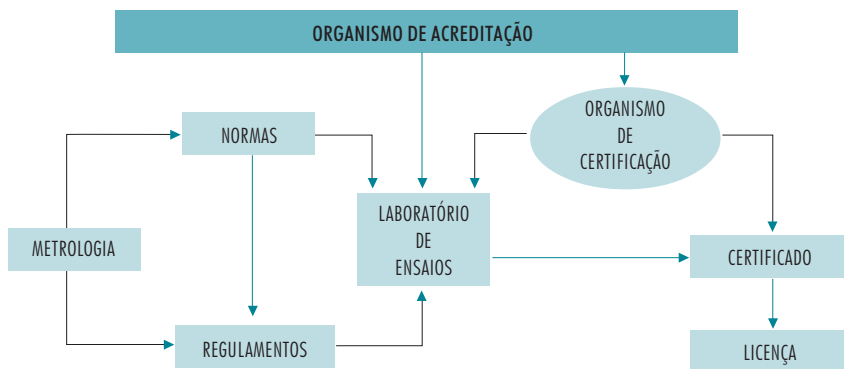 ORGANISMO DE ACREDITAÇÃO
ORGANISMO
DE
CERTIFICAÇÃO
NORMAS
LABORATÓRIO
DE
ENSAIOS
METROLOGIA
CERTIFICADO
REGULAMENTOS
LICENÇA